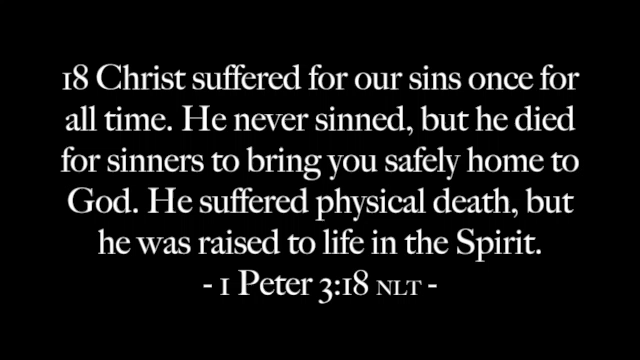 18 Christ suffered for our sins once for
all time. He never sinned, but he died
for sinners to bring you safely home to
God. He suffered physical death, but
he was raised to life in the Spirit.
- 1 Peter 3:18 NLT -